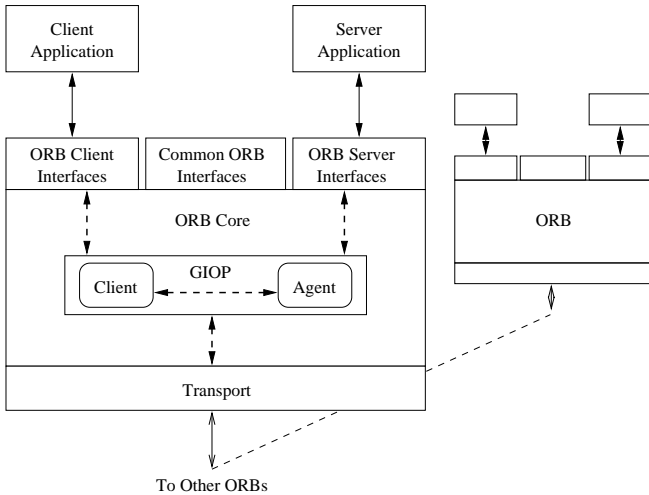 Client
Application
Server
Application
ORB Client
Interfaces
Common ORB
Interfaces
ORB Server
Interfaces
ORB Core
ORB
GIOP
Client
Agent
Transport
To Other ORBs